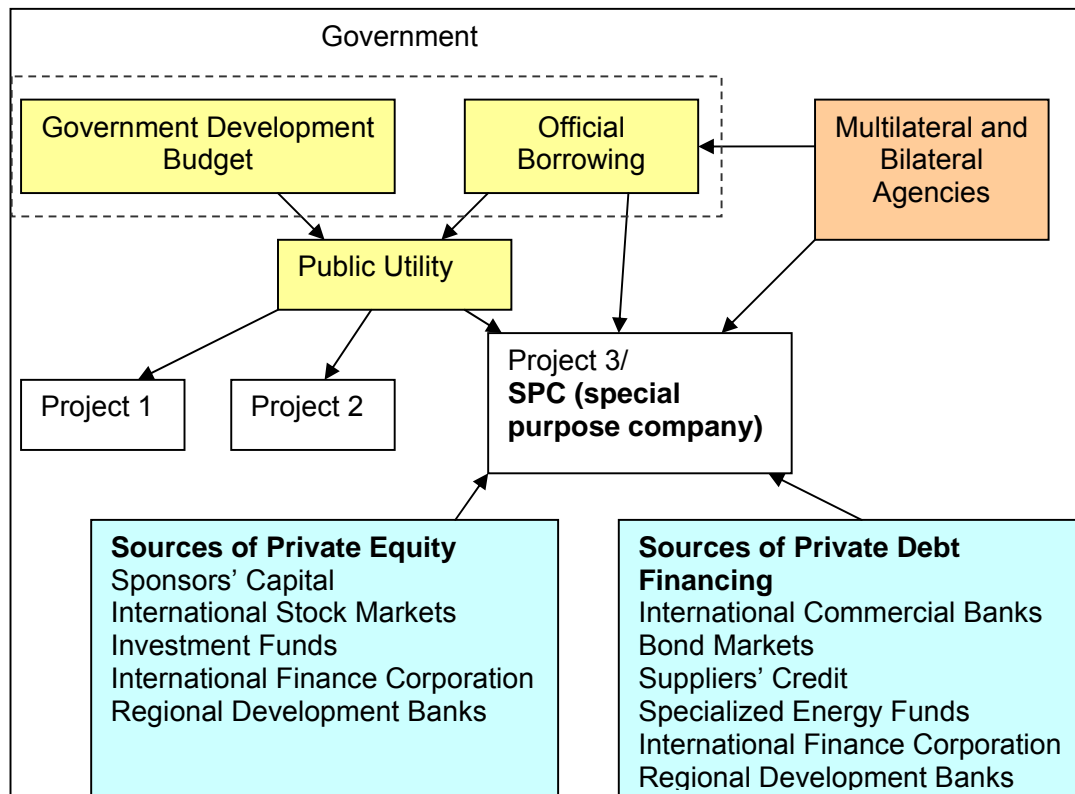 Government
Government Development
Budget
Official
Borrowing
Multilateral and
Bilateral
Agencies
Public Utility
Project 1
Project 2
Project 3/
SPC (special
purpose company)
Sources of Private Equity
Sponsors’ Capital
International Stock Markets
Investment Funds
International Finance Corporation
Regional Development Banks
Sources of Private Debt
Financing
International Commercial Banks
Bond Markets
Suppliers’ Credit
Specialized Energy Funds
International Finance Corporation
Regional Development Banks